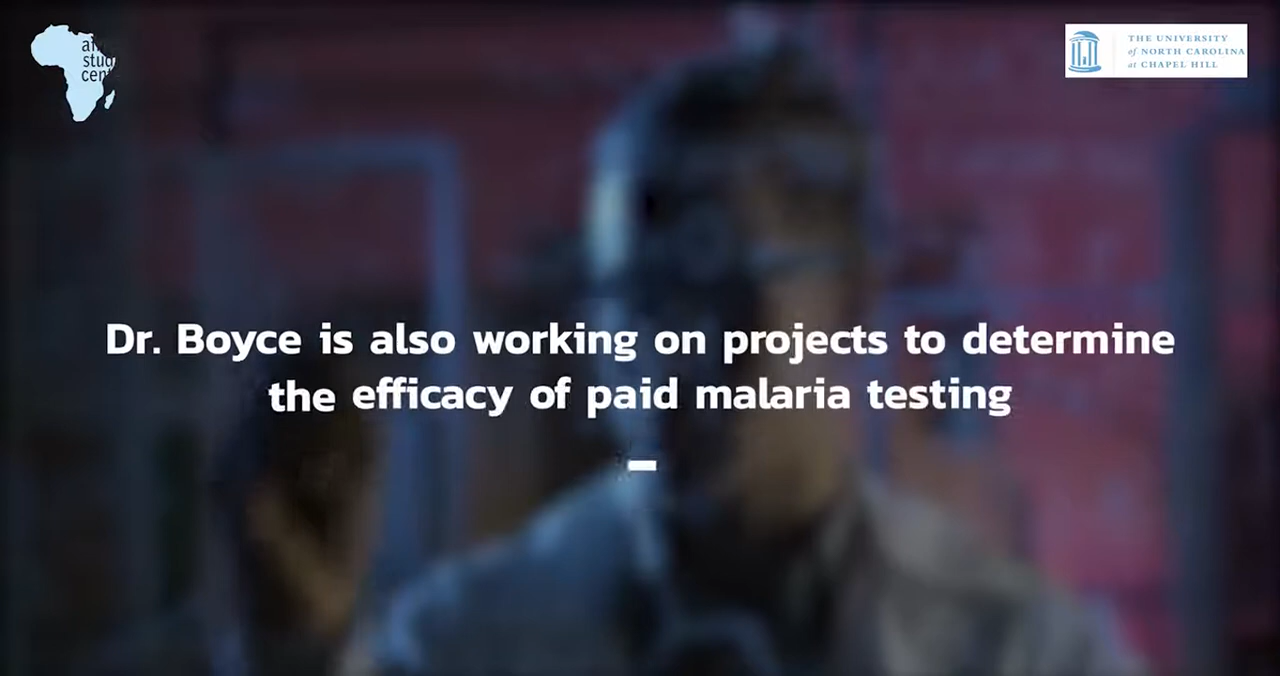 THE UNIVERSITY
of NORTH CAROLINA
at CHAPEL HILL
Dr. Boyce is also working on projects to determine
the efficacy of paid malaria testing